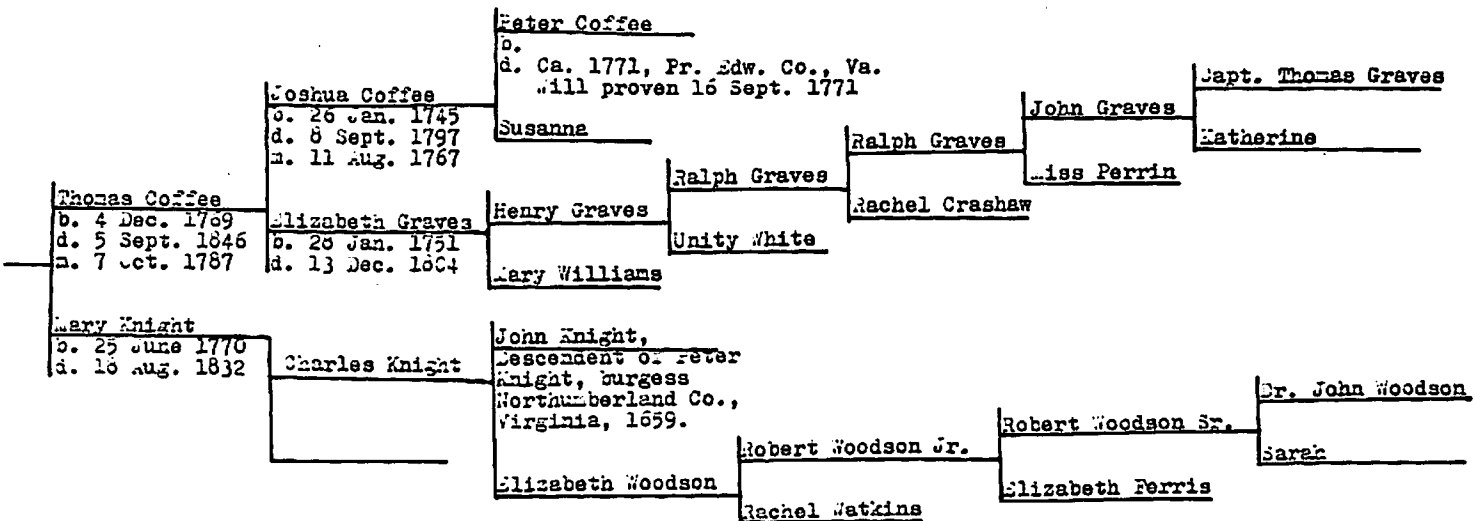 Peter Coffee
b.
d. Ca. 1771, Pr. Edw. Co., Va.
Will proven 16 Sept. 1771
Susanna
Joshua Coffee
b. 26 Jan. 1745
d. 8 Sept. 1797
m. 11 Aug. 1767
Capt. Thomas Graves
Katherine
John Graves
Miss Perrin
Ralph Graves
Rachel Crashaw
Ralph Graves
Unity White
Henry Graves
Mary Williams
Elizabeth Graves
b. 28 Jan. 1751
d. 13 Dec. 1804
Thomas Coffee
b. 4 Dec. 1769
d. 5 Sept. 1846
m. 7 Oct. 1787
Mary Knight
b. 25 June 1770
d. 18 Aug. 1832
Charles Knight
John Knight,
Descendent of Peter
Knight, burgess
Northumberland Co.,
Virginia, 1659.
Elizabeth Woodson
Robert Woodson Jr.
Rachel Watkins
Robert Woodson Sr.
Elizabeth Ferris
Dr. John Woodson
Sarah